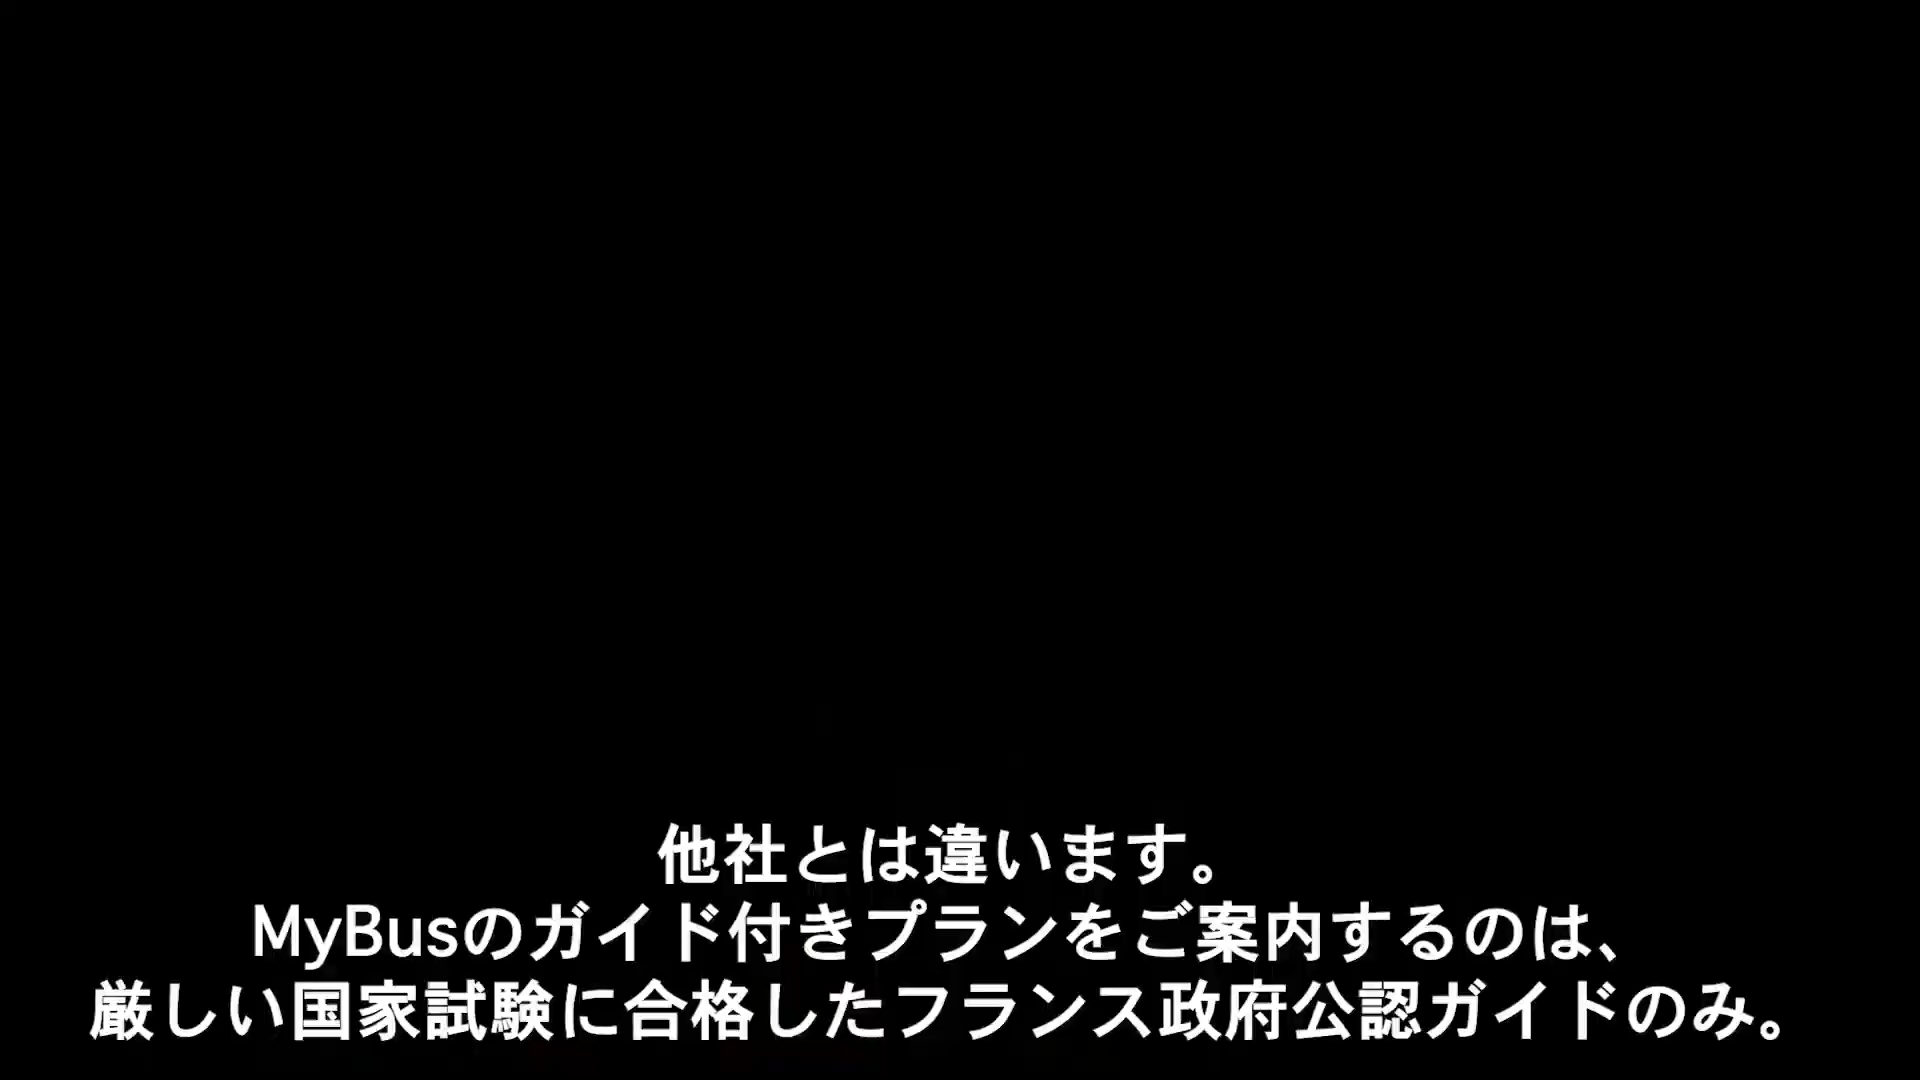 他社とは違います。
MyBusのガイド付きプランをご案内するのは、
厳しい国家試験に合格したフランス政府公認ガイドのみ。